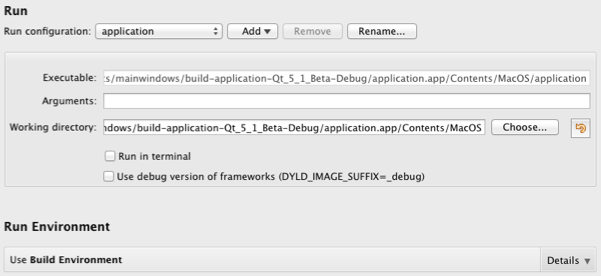 Run
Run configuration: application Add Remove Rename...
Executable: :s/mainwindows/build-application-Qt_5_1_Beta-Debug/application.app/Contents/MacOS/application
Arguments:
Working directory: ndows/build-application-Qt_5_1_Beta-Debug/application.app/Contents/MacOS Choose...
Run in terminal
Use debug version of frameworks (DYLD_IMAGE_SUFFIX=_debug)
Run Environment
Use Build Environment Details